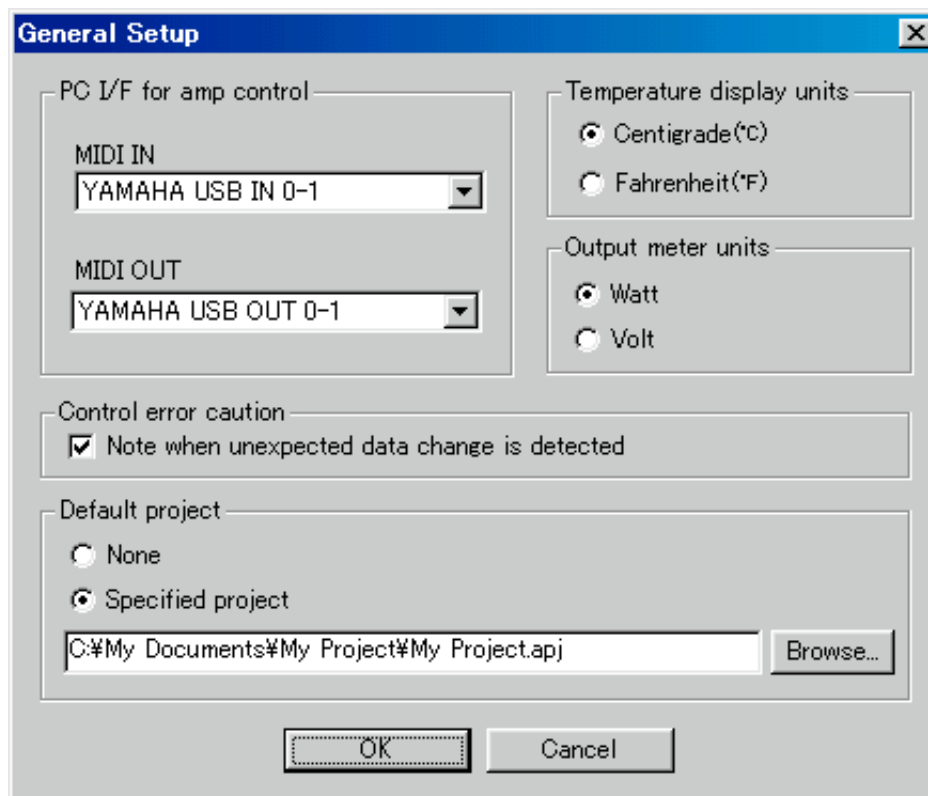 General Setup
PC I/F for amp control
MIDI IN
YAMAHA USB IN 0-1
MIDI OUT
YAMAHA USB OUT 0-1
Temperature display units
Centigrade(°C)
Fahrenheit(°F)
Output meter units
Watt
Volt
Control error caution
Note when unexpected data change is detected
Default project
None
Specified project
C:¥My Documents¥My Project¥My Project.apj
Browse...
OK
Cancel